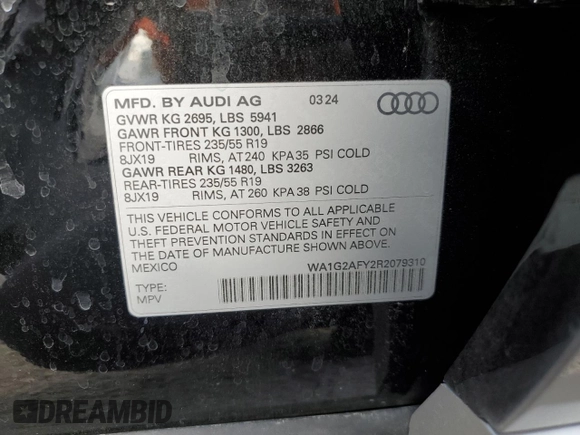 MFD. BY AUDI AG 03 24
GVWR KG 2695, LBS 5941
GAWR FRONT KG 1300, LBS 2866
FRONT-TIRES 235/55 R19
8JX19 RIMS, AT 240 KPA 35 PSI COLD
GAWR REAR KG 1480, LBS 3263
REAR-TIRES 235/55 R19
8JX19 RIMS, AT 260 KPA 38 PSI COLD
THIS VEHICLE CONFORMS TO ALL APPLICABLE
U.S. FEDERAL MOTOR VEHICLE SAFETY AND
THEFT PREVENTION STANDARDS IN EFFECT ON
THE DATE OF MANUFACTURE SHOWN ABOVE.
MEXICO WA1G2AFY2R2079310
TYPE:
MPV
DREAMBID